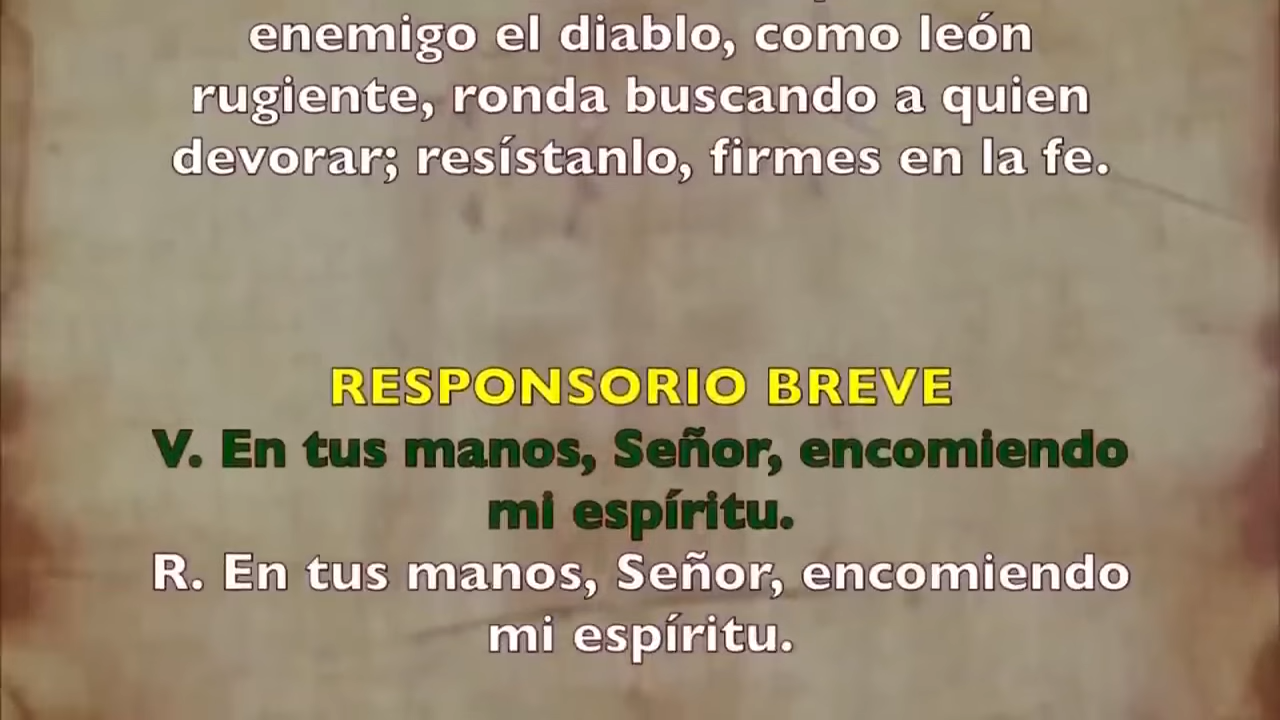 enemigo el diablo, como león
rugiente, ronda buscando a quien
devorar; resístanlo, firmes en la fe.
RESPONSORIO BREVE
V. En tus manos, Señor, encomiendo
mi espíritu.
R. En tus manos, Señor, encomiendo
mi espíritu.